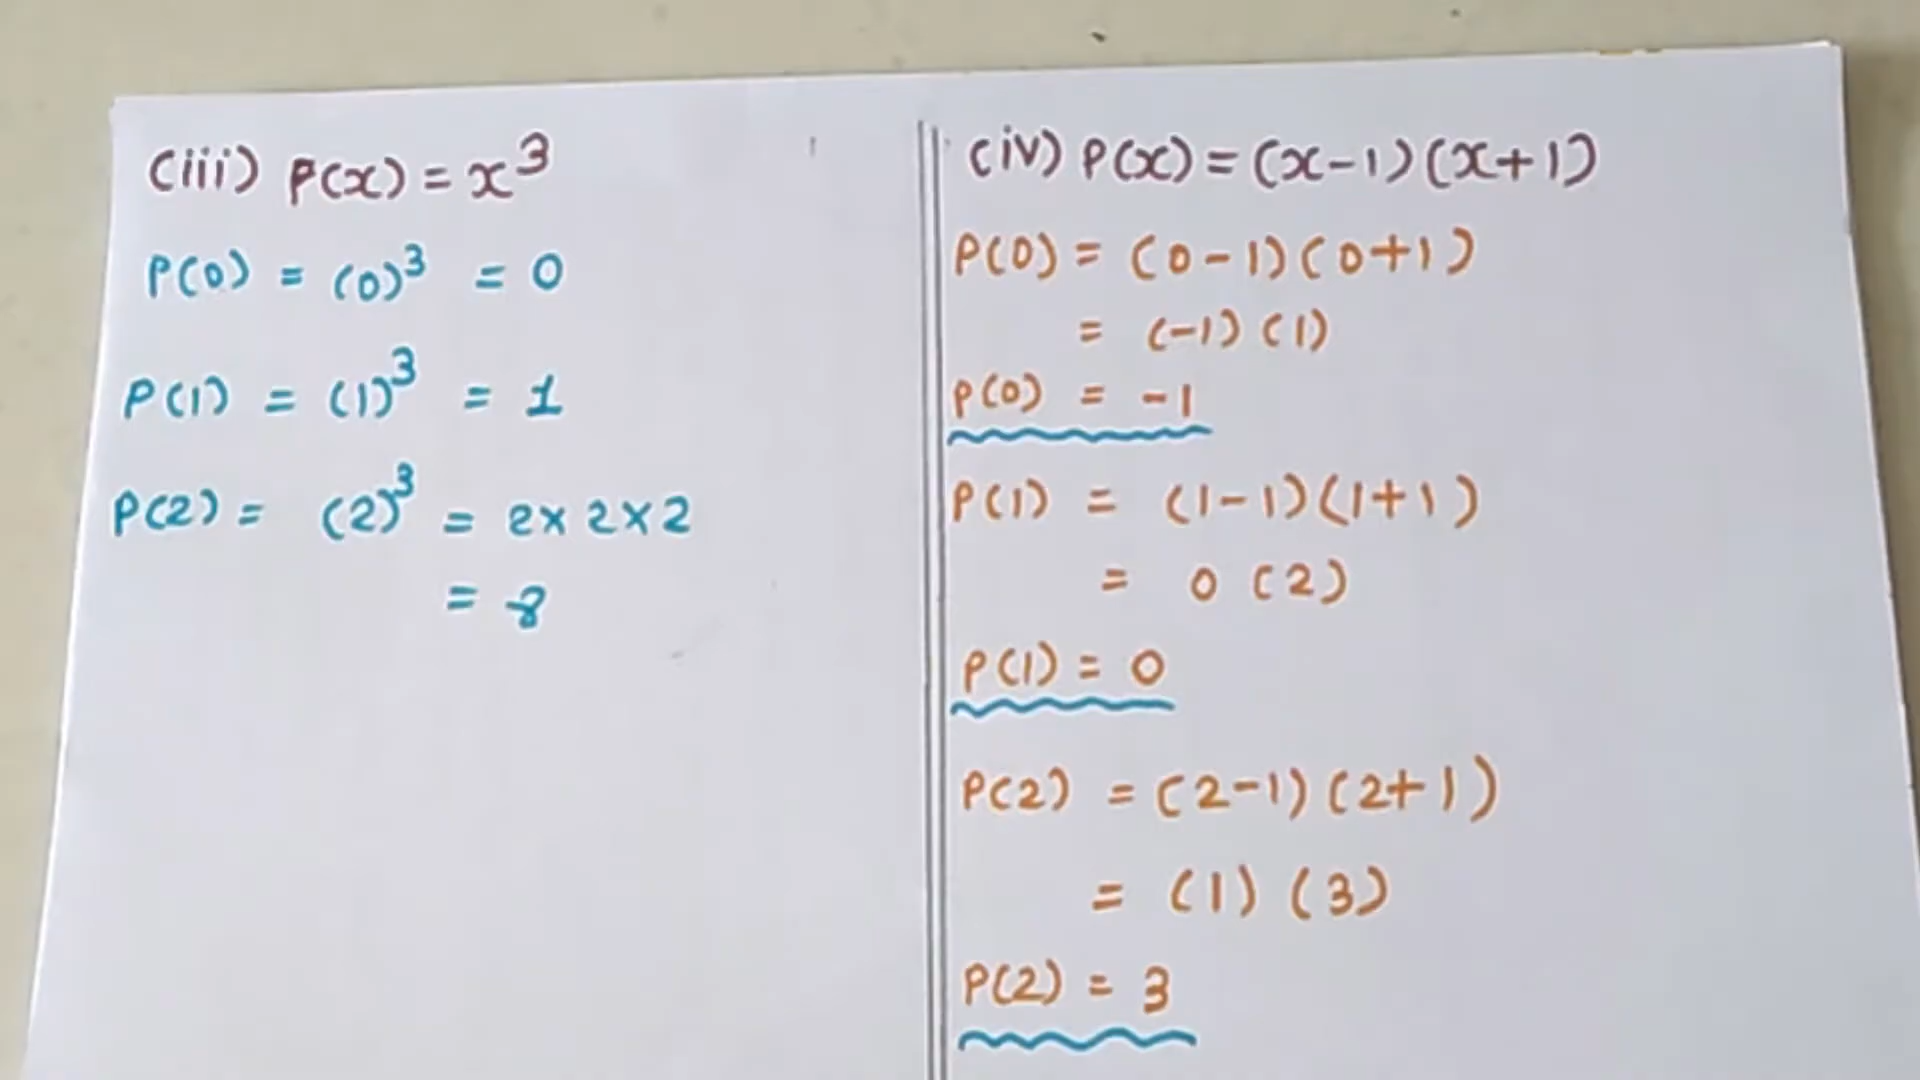 (iii) P(x) = x³
P(0) = (0)³ = 0
P(1) = (1)³ = 1
P(2) = (2)³ = 2×2×2
= 8
(iv) P(x) = (x-1)(x+1)
P(0) = (0-1)(0+1)
= (-1)(1)
P(0) = -1
P(1) = (1-1)(1+1)
= 0(2)
P(1) = 0
P(2) = (2-1)(2+1)
= (1)(3)
P(2) = 3